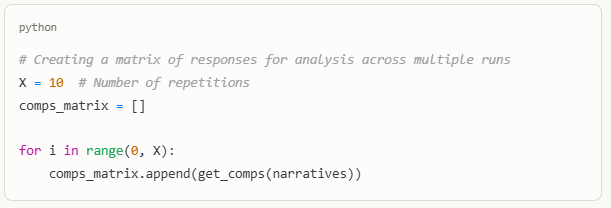 python
# Creating a matrix of responses for analysis across multiple runs
X = 10  # Number of repetitions
comps_matrix = []
for i in range(0, X):
    comps_matrix.append(get_comps(narratives))